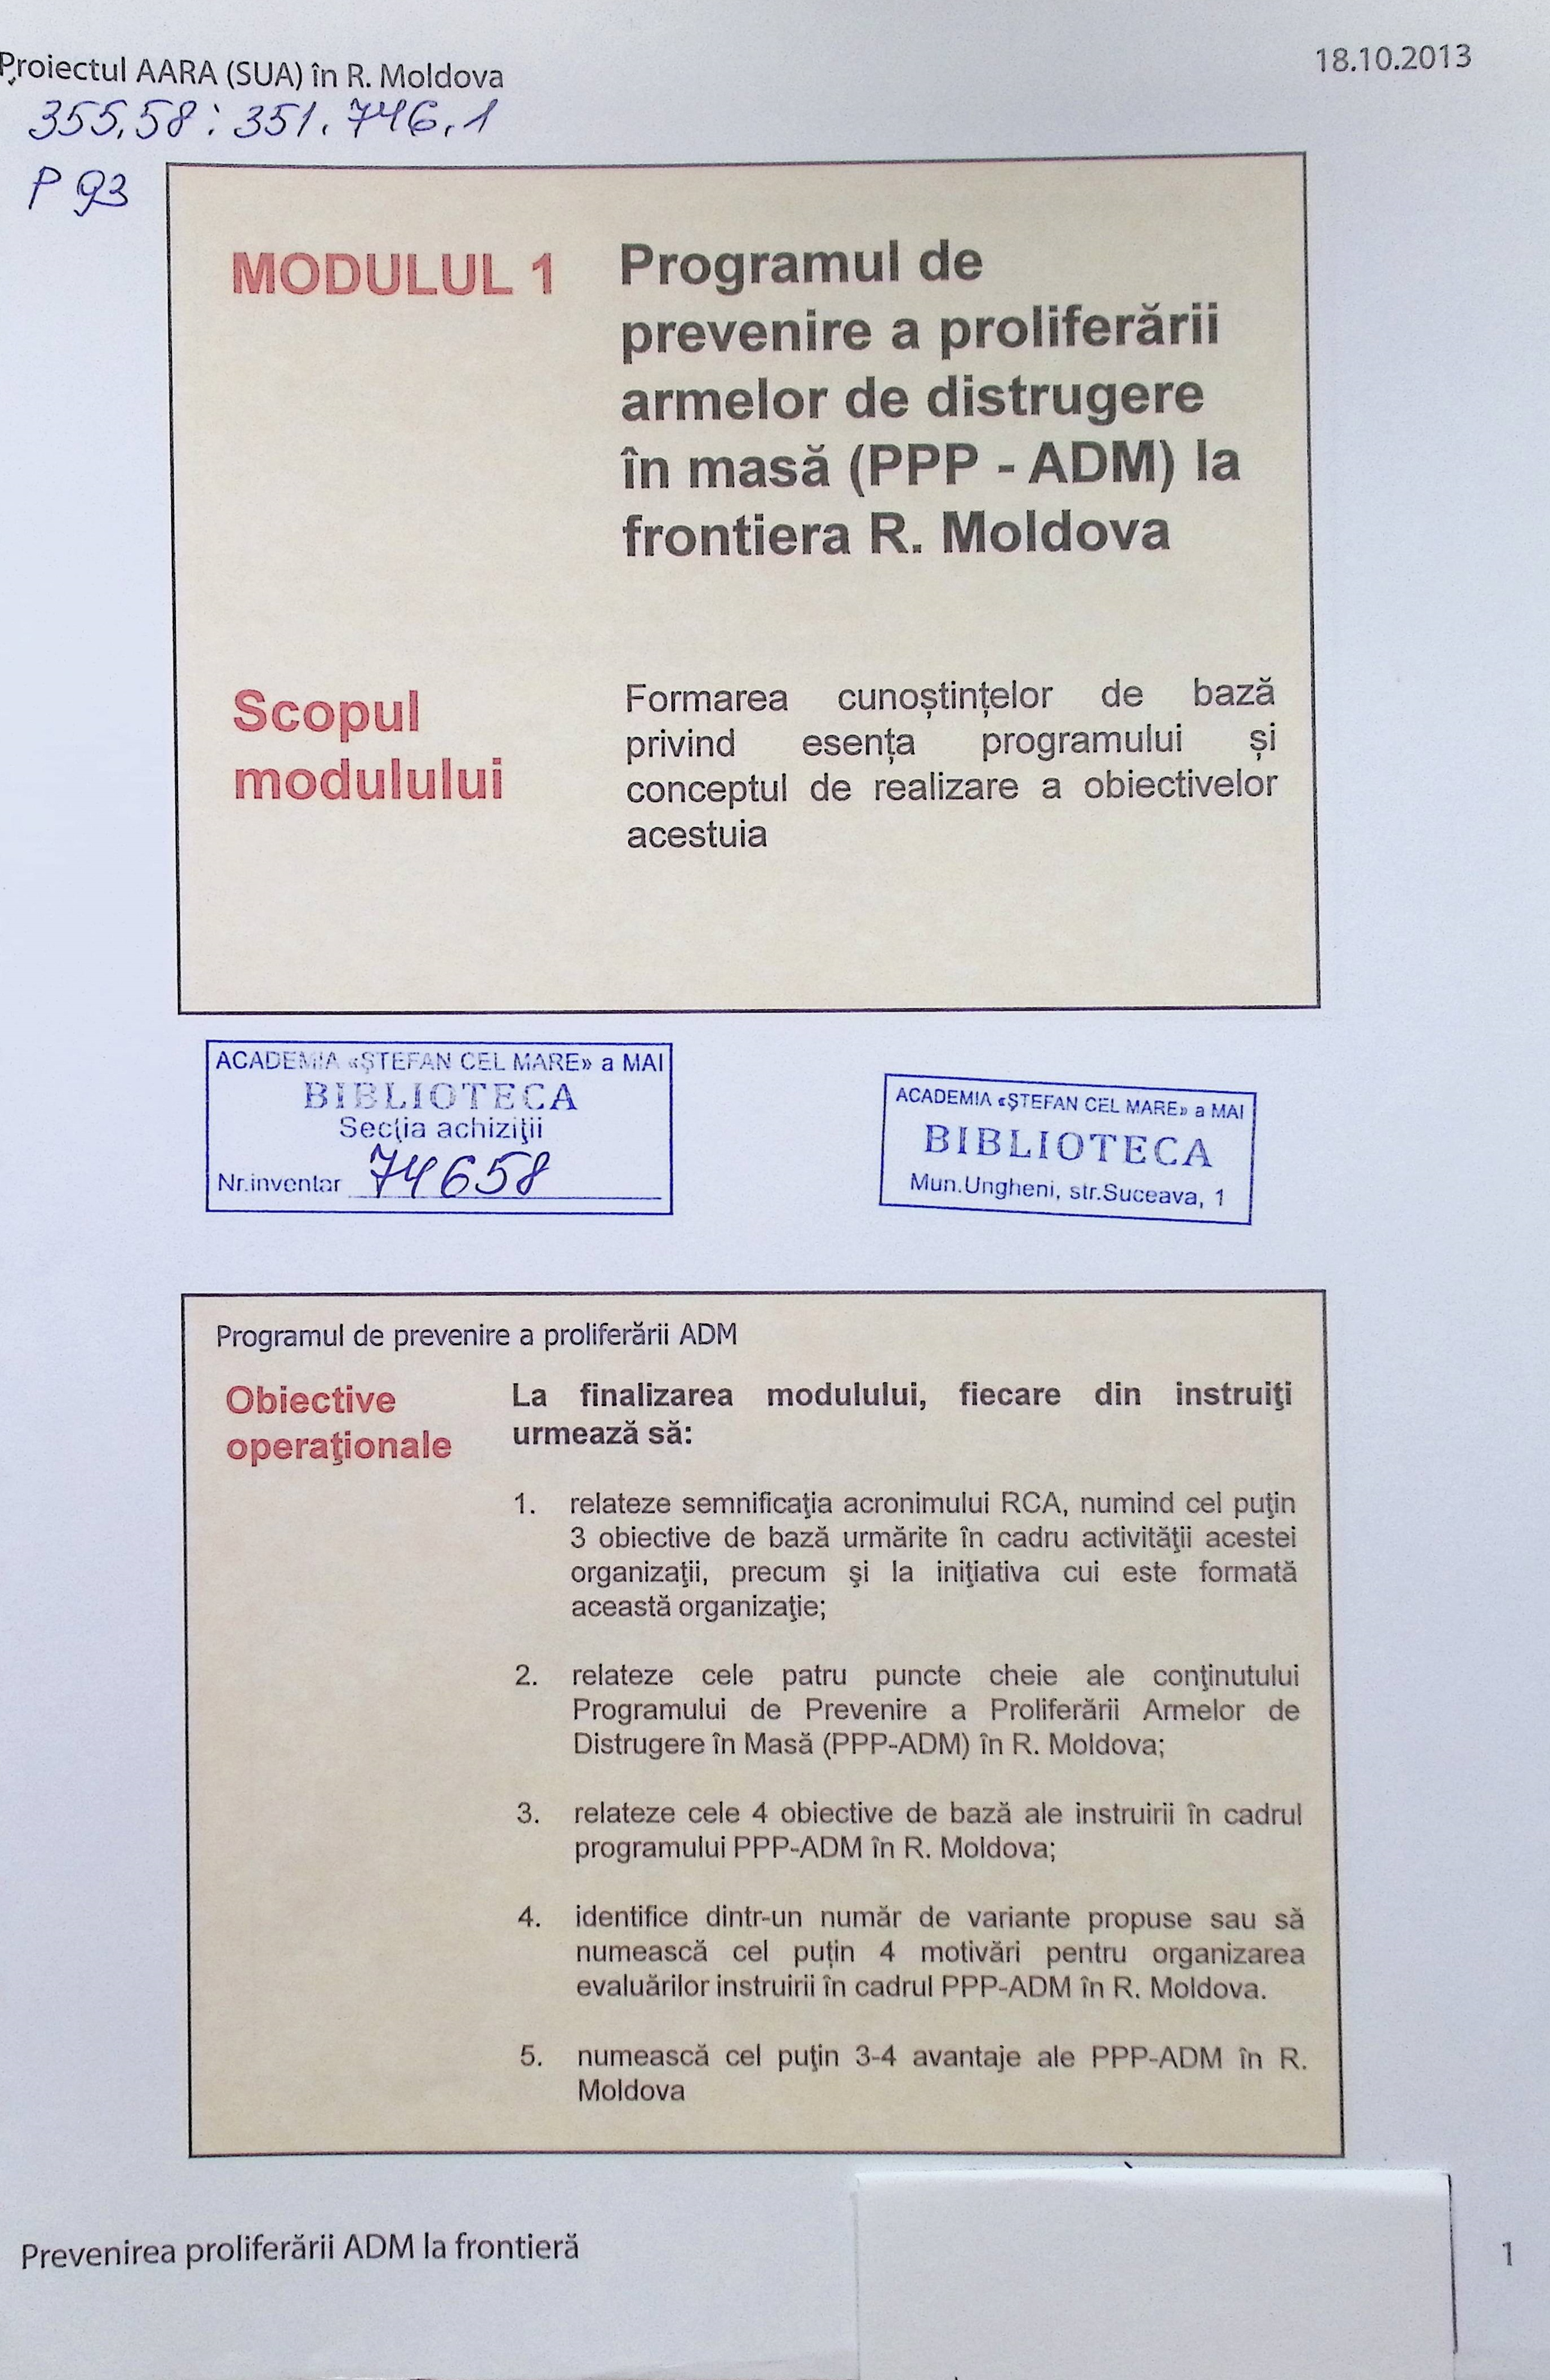 Proiectul AARA (SUA) în R. Moldova
18.10.2013
355.58:351.746.1
P 93
MODULUL 1
Programul de
prevenire a proliferării
armelor de distrugere
în masă (PPP - ADM) la
frontiera R. Moldova
Scopul
modulului
Formarea cunoștințelor de bază
privind esența programului și
conceptul de realizare a obiectivelor
acestuia
ACADEMIA «ŞTEFAN CEL MARE» a MAI
BIBLIOTECA
Secţia achiziţii
Nr.inventar 74658
ACADEMIA «ŞTEFAN CEL MARE» a MAI
BIBLIOTECA
Mun.Ungheni, str.Suceava, 1
Programul de prevenire a proliferării ADM
Obiective
operaţionale
La finalizarea modulului, fiecare din instruiţi
urmează să:
1. relateze semnificaţia acronimului RCA, numind cel puţin
3 obiective de bază urmărite în cadru activităţii acestei
organizaţii, precum şi la iniţiativa cui este formată
această organizaţie;
2. relateze cele patru puncte cheie ale conţinutului
Programului de Prevenire a Proliferării Armelor de
Distrugere în Masă (PPP-ADM) în R. Moldova;
3. relateze cele 4 obiective de bază ale instruirii în cadrul
programului PPP-ADM în R. Moldova;
4. identifice dintr-un număr de variante propuse sau să
numească cel puțin 4 motivări pentru organizarea
evaluărilor instruirii în cadrul PPP-ADM în R. Moldova.
5. numească cel puţin 3-4 avantaje ale PPP-ADM în R.
Moldova
Prevenirea proliferării ADM la frontieră
1